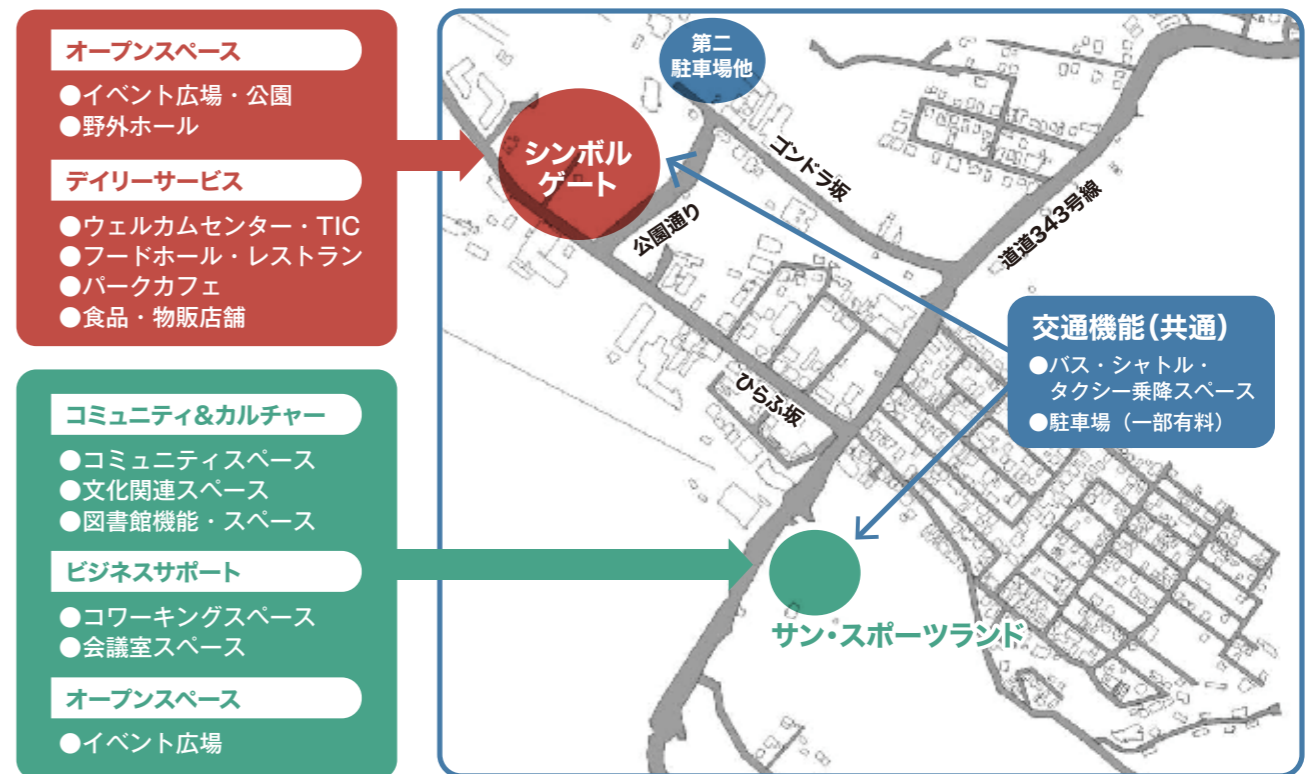 オープンスペース
●イベント広場・公園
●野外ホール
デイリーサービス
●ウェルカムセンター・TIC
●フードホール・レストラン
●パークカフェ
●食品・物販店舗
コミュニティ&カルチャー
●コミュニティスペース
●文化関連スペース
●図書館機能・スペース
ビジネスサポート
●コワーキングスペース
●会議室スペース
オープンスペース
●イベント広場
第二
駐車場他
シンボル
ゲート
ゴンドラ坂
公園通り
道道343号線
ひらふ坂
交通機能(共通)
●バス・シャトル・
タクシー乗降スペース
●駐車場（一部有料）
サン・スポーツランド